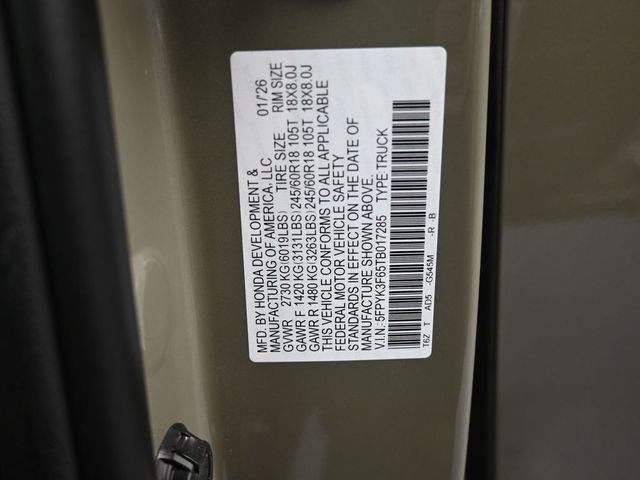 MFD. BY HONDA DEVELOPMENT &
MANUFACTURING OF AMERICA, LLC 01/'26
GVWR 2730 KG(6019LBS) TIRE SIZE RIM SIZE
GAWR F 1420 KG(3131LBS) 245/60R18 105T 18X8.0J
GAWR R 1480 KG(3263LBS) 245/60R18 105T 18X8.0J
THIS VEHICLE CONFORMS TO ALL APPLICABLE
FEDERAL MOTOR VEHICLE SAFETY
STANDARDS IN EFFECT ON THE DATE OF
MANUFACTURE SHOWN ABOVE.
V.I.N.: 5FPYK3F65TB017285 TYPE:TRUCK
T6Z T AD5 -G545M -R -B